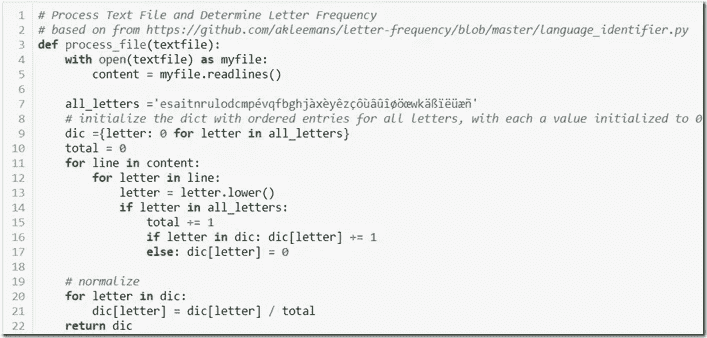 1 # Process Text File and Determine Letter Frequency
2 # based on from https://github.com/akleemans/letter-frequency/blob/master/language_identifier.py
3 def process_file(textfile):
4 with open(textfile) as myfile:
5 content = myfile.readlines()
6
7 all_letters ='esaitnrulodcmpévqfbghjàxèyêzçôùâûîøöœwkäßïëüæñ'
8 # initialize the dict with ordered entries for all letters, with each a value initialized to 0
9 dic ={letter: 0 for letter in all_letters}
10 total = 0
11 for line in content:
12 for letter in line:
13 letter = letter.lower()
14 if letter in all_letters:
15 total += 1
16 if letter in dic: dic[letter] += 1
17 else: dic[letter] = 0
18
19 # normalize
20 for letter in dic:
21 dic[letter] = dic[letter] / total
22 return dic